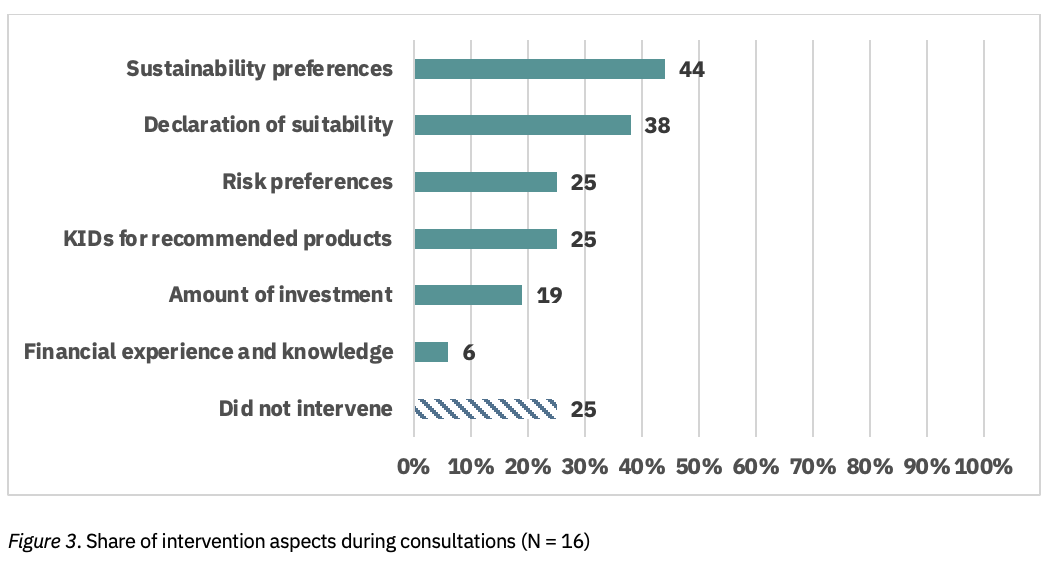 Sustainability preferences 44
Declaration of suitability 38
Risk preferences 25
KIDs for recommended products 25
Amount of investment 19
Financial experience and knowledge 6
Did not intervene 25
0% 10% 20% 30% 40% 50% 60% 70% 80% 90% 100%
Figure 3. Share of intervention aspects during consultations (N = 16)